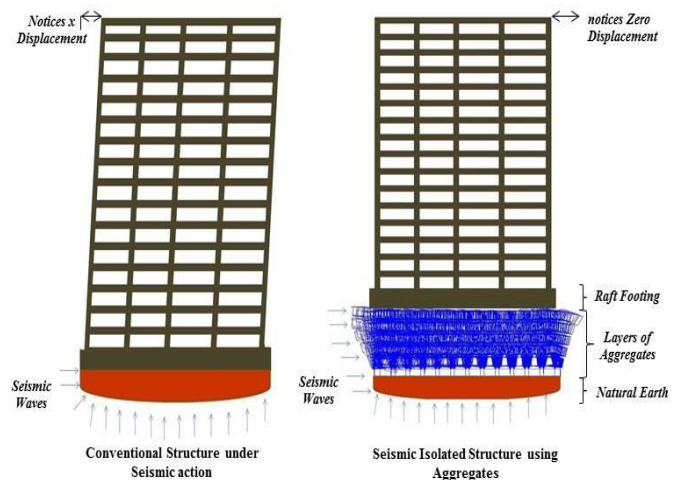 Notices x
Displacement
notices Zero
Displacement
Raft Footing
Layers of
Aggregates
Seismic
Waves
Seismic
Waves
Natural Earth
Conventional Structure under
Seismic action
Seismic Isolated Structure using
Aggregates